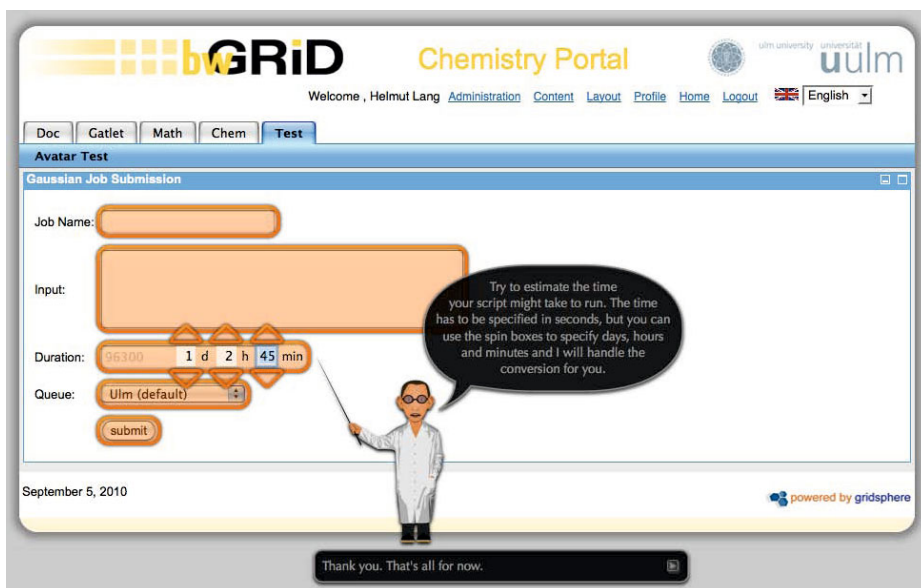 bwGRiD
Chemistry Portal
ulm university universität
uulm
Welcome , Helmut Lang Administration Content Layout Profile Home Logout English
Doc Gatlet Math Chem Test
Avatar Test
Gaussian Job Submission
Job Name:
Input:
Try to estimate the time
your script might take to run. The time
has to be specified in seconds, but you can
use the spin boxes to specify days, hours
and minutes and I will handle the
conversion for you.
Duration: 96300 1 d 2 h 45 min
Queue: Ulm (default)
submit
September 5, 2010
powered by gridsphere
Thank you. That's all for now.